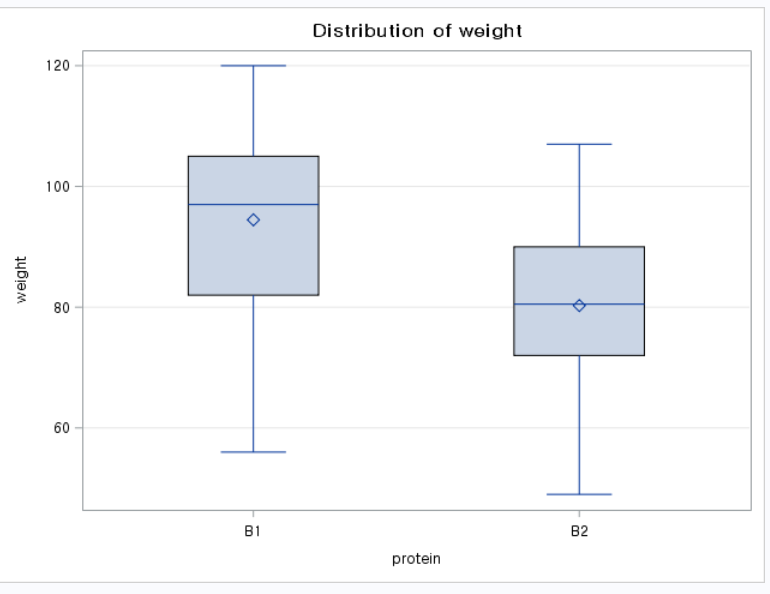 Distribution of weight
120
100
80
60
weight
B1
B2
protein